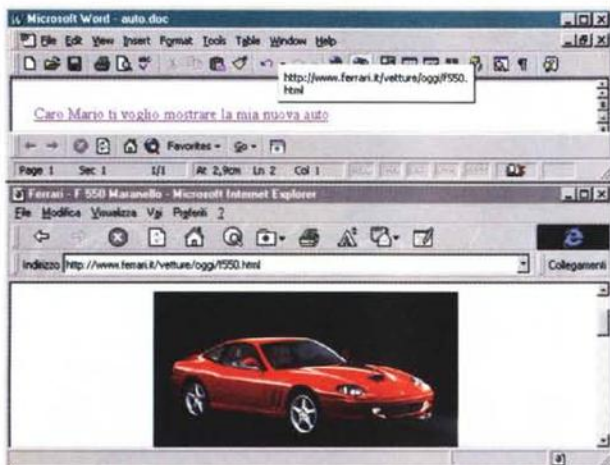 Microsoft Word - auto.doc
File Edit View Insert Format Tools Table Window Help
http://www.ferrari.it/vetture/oggi/f550.
html
Caro Mario ti voglio mostrare la mia nuova auto
Favorites Go
Page 1 Sec 1 1/1 At 2,9cm Ln 2 Col 1
Ferrari - F 550 Maranello - Microsoft Internet Explorer
File Modifica Visualizza Vai Preferiti ?
Indirizzo http://www.ferrari.it/vetture/oggi/f550.html Collegamenti